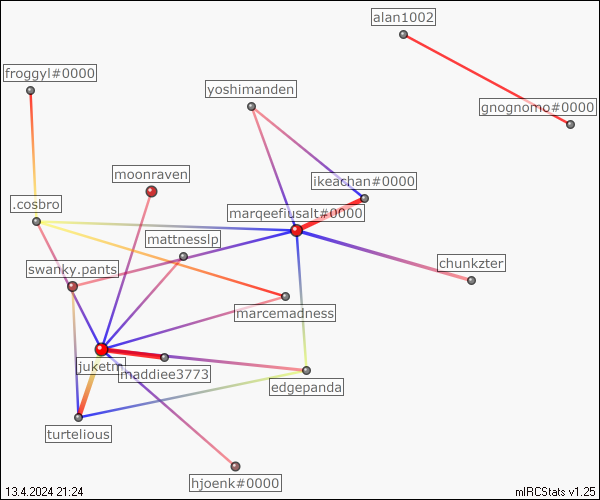 alan1002
froggyl#0000
yoshimanden
gnognomo#0000
moonraven
ikeachan#0000
.cosbro
marqeefiusalt#0000
mattnesslp
swanky.pants
chunkzter
marcemadness
juketm
maddiee3773
edgepanda
turtelious
hjoenk#0000
13.4.2024 21:24
mIRCStats v1.25